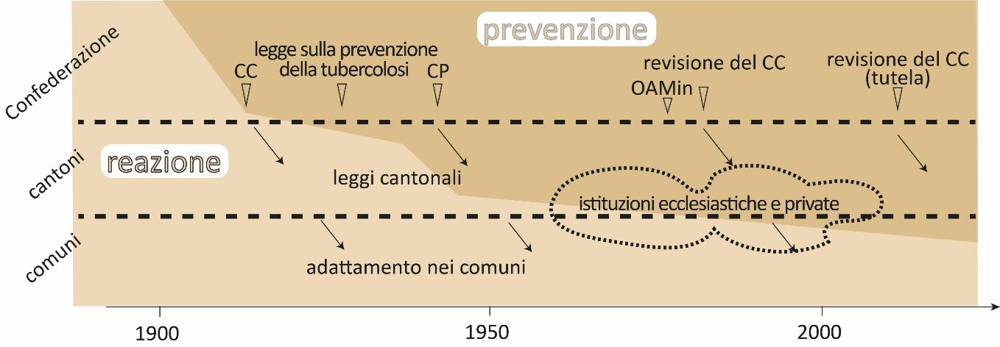 prevenzione
Confederazione
legge sulla prevenzione
della tubercolosi
CC
CP
revisione del CC
OAMin
revisione del CC
(tutela)
cantoni
reazione
leggi cantonali
istituzioni ecclesiastiche e private
comuni
adattamento nei comuni
1900
1950
2000